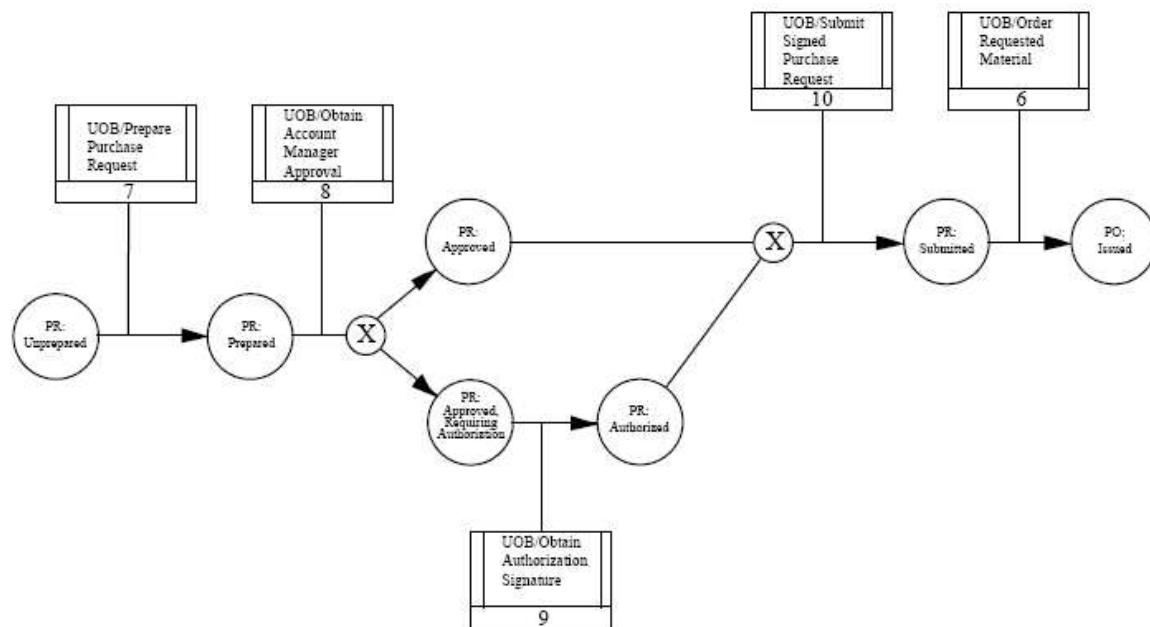 UOB/Submit
Signed
Purchase
Request
10
UOB/Order
Requested
Material
6
UOB/Prepare
Purchase
Request
7
UOB/Obtain
Account
Manager
Approval
8
PR:
Approved
X
PR:
Submitted
PO;
Issued
PR:
Unprepared
PR:
Prepared
X
PR:
Approved,
Requiring
Authorization
PR:
Authorized
UOB/Obtain
Authorization
Signature
9